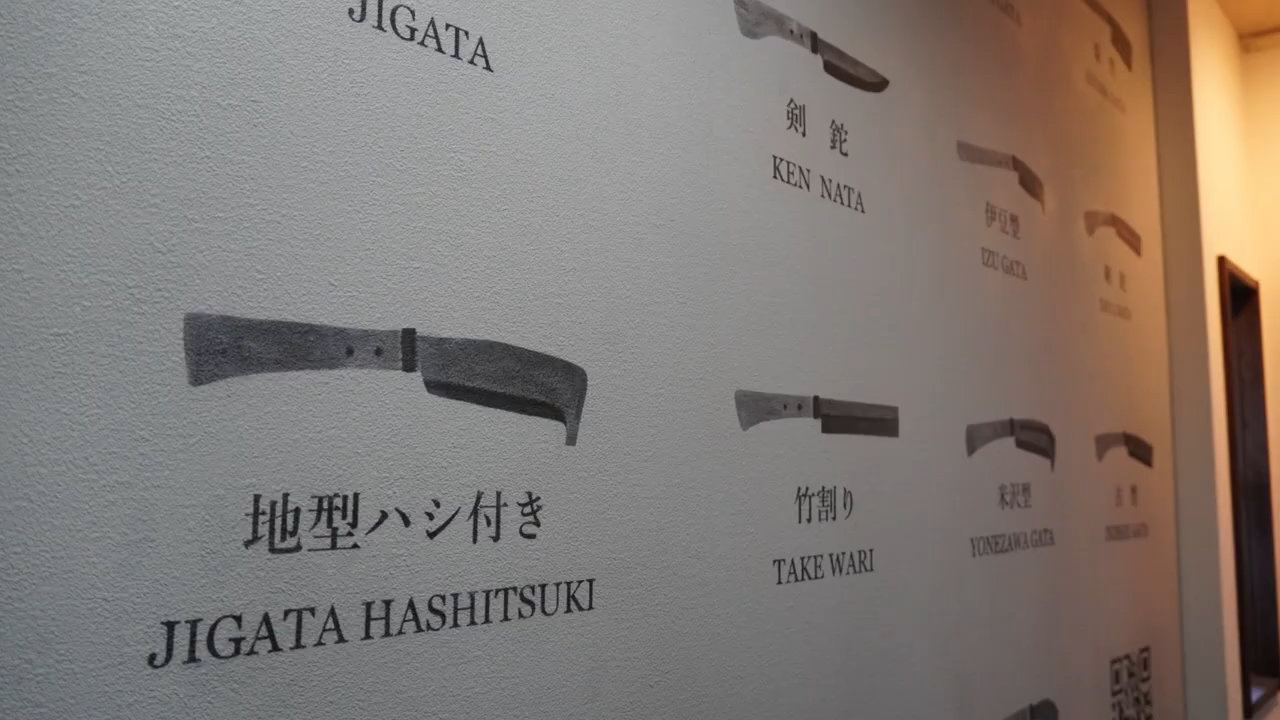 JIGATA
剣 鉈
KEN NATA
伊豆型
IZU GATA
地型ハシ付き
JIGATA HASHITSUKI
竹割り
TAKE WARI
米沢型
YONEZAWA GATA